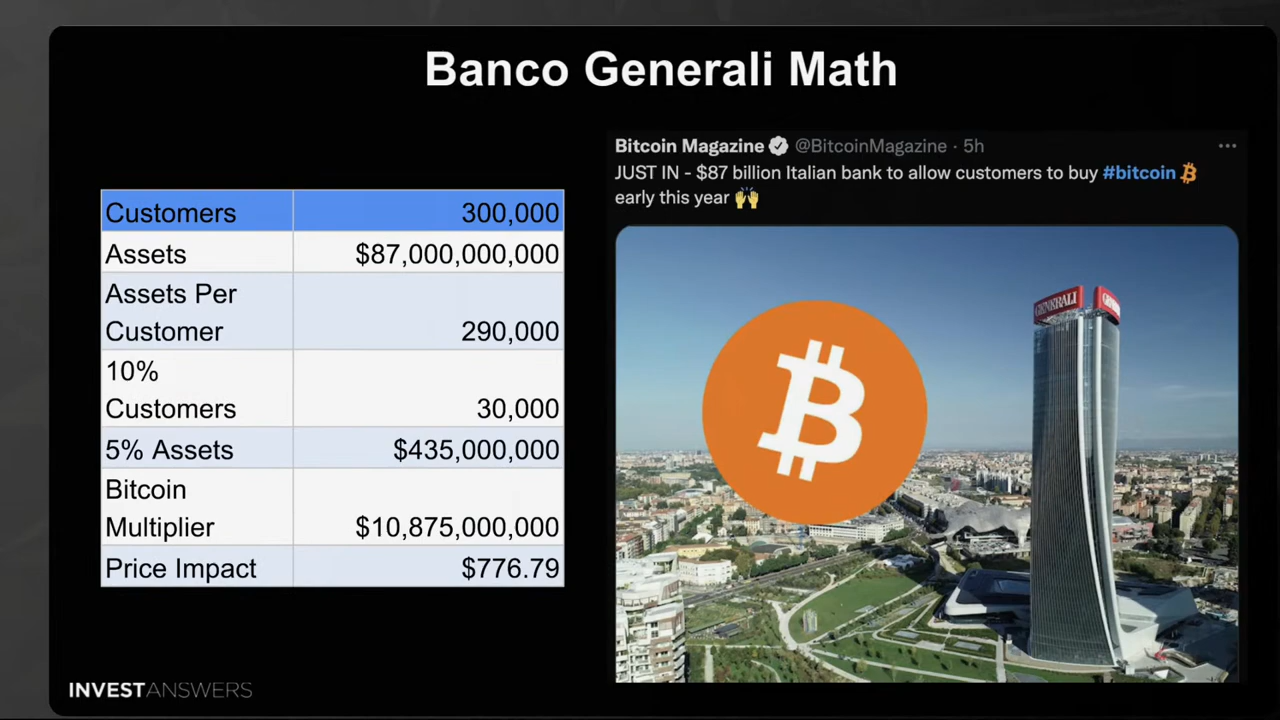 Banco Generali Math
Customers 300,000
Assets $87,000,000,000
Assets Per
Customer 290,000
10%
Customers 30,000
5% Assets $435,000,000
Bitcoin
Multiplier $10,875,000,000
Price Impact $776.79
Bitcoin Magazine @BitcoinMagazine · 5h
JUST IN - $87 billion Italian bank to allow customers to buy #bitcoin
early this year 🙌
GENERALI
INVESTANSWERS